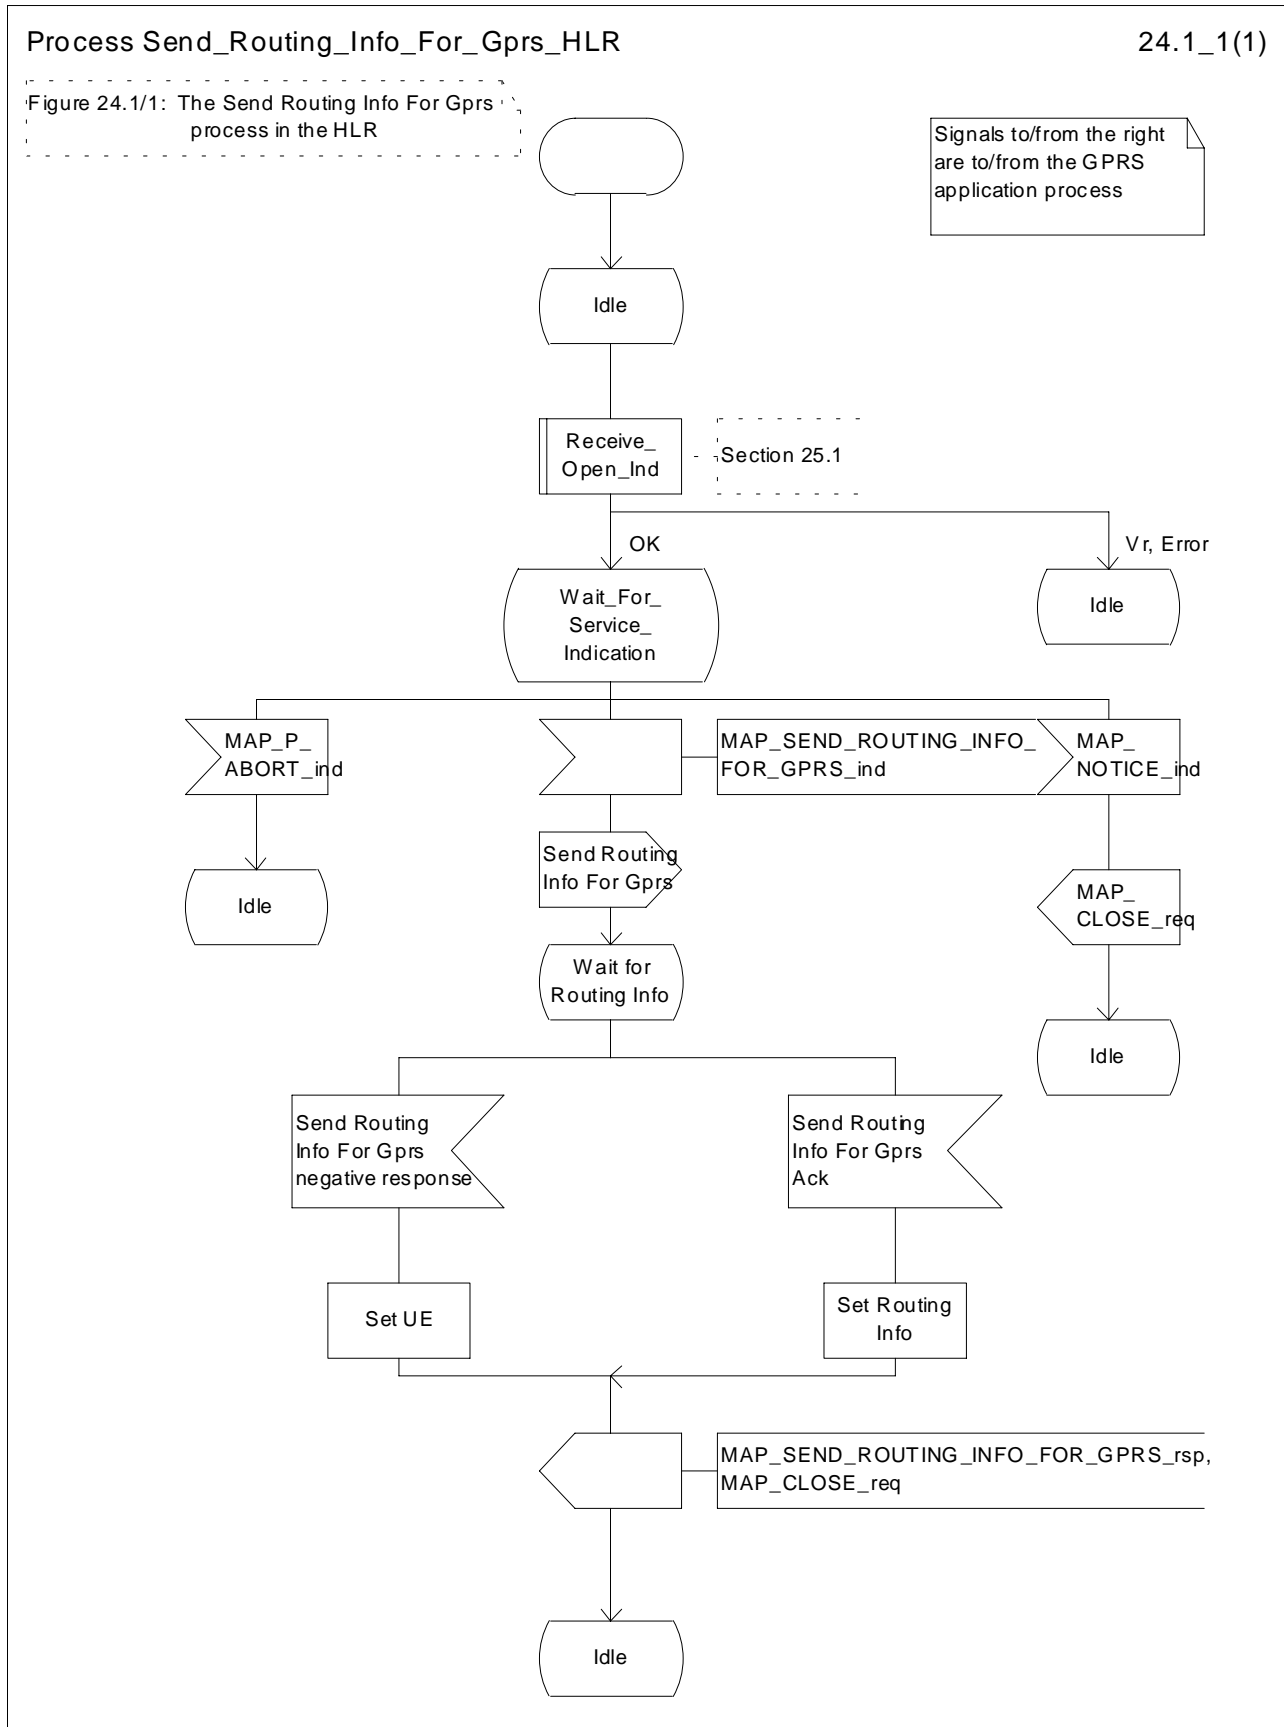 Process Send_Routing_Info_For_Gprs_HLR
24.1_1(1)
Figure 24.1/1: The Send Routing Info For Gprs
process in the HLR
Signals to/from the right
are to/from the GPRS
application process
Idle
Receive_
Open_Ind
Section 25.1
OK
Vr, Error
Wait_For_
Service_
Indication
Idle
MAP_P_
ABORT_ind
MAP_SEND_ROUTING_INFO_
FOR_GPRS_ind
MAP_
NOTICE_ind
Send Routing
Info For Gprs
Idle
MAP_
CLOSE_req
Wait for
Routing Info
Idle
Send Routing
Info For Gprs
negative response
Send Routing
Info For Gprs
Ack
Set UE
Set Routing
Info
MAP_SEND_ROUTING_INFO_FOR_GPRS_rsp,
MAP_CLOSE_req
Idle